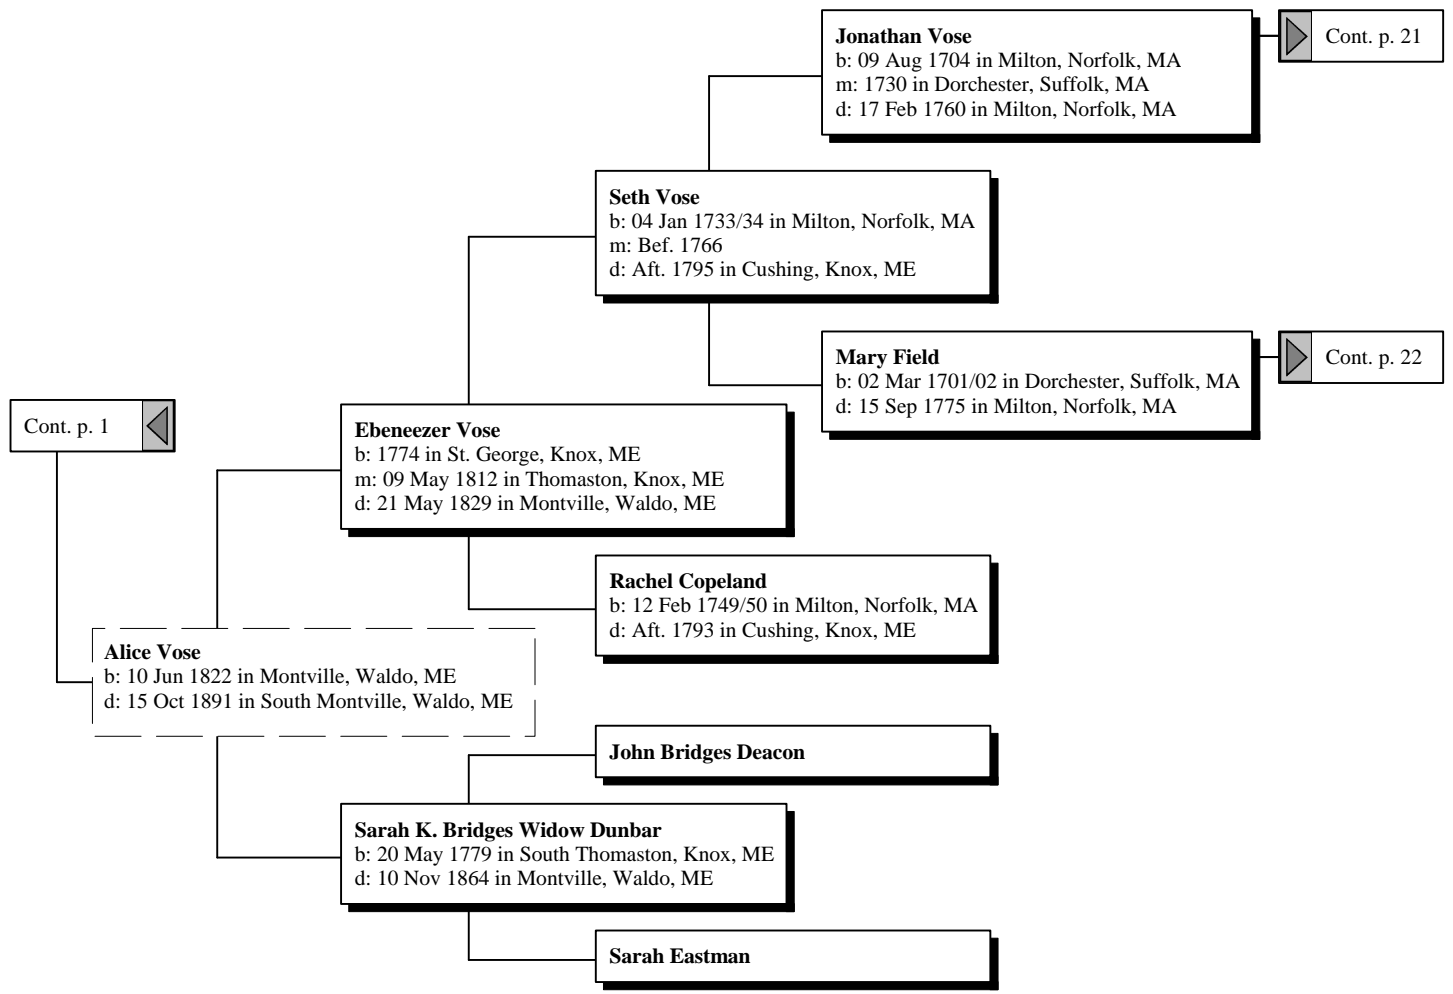 Jonathan Vose
b: 09 Aug 1704 in Milton, Norfolk, MA
m: 1730 in Dorchester, Suffolk, MA
d: 17 Feb 1760 in Milton, Norfolk, MA
Cont. p. 21
Seth Vose
b: 04 Jan 1733/34 in Milton, Norfolk, MA
m: Bef. 1766
d: Aft. 1795 in Cushing, Knox, ME
Mary Field
b: 02 Mar 1701/02 in Dorchester, Suffolk, MA
d: 15 Sep 1775 in Milton, Norfolk, MA
Cont. p. 22
Cont. p. 1
Ebeneezer Vose
b: 1774 in St. George, Knox, ME
m: 09 May 1812 in Thomaston, Knox, ME
d: 21 May 1829 in Montville, Waldo, ME
Rachel Copeland
b: 12 Feb 1749/50 in Milton, Norfolk, MA
d: Aft. 1793 in Cushing, Knox, ME
Alice Vose
b: 10 Jun 1822 in Montville, Waldo, ME
d: 15 Oct 1891 in South Montville, Waldo, ME
John Bridges Deacon
Sarah K. Bridges Widow Dunbar
b: 20 May 1779 in South Thomaston, Knox, ME
d: 10 Nov 1864 in Montville, Waldo, ME
Sarah Eastman